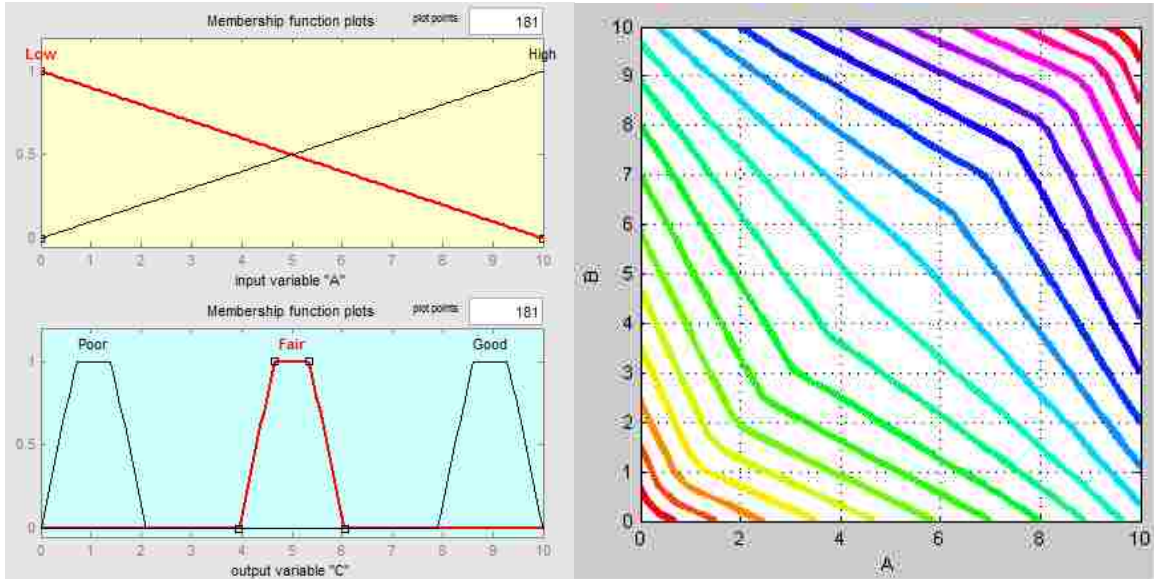 Membership function plots plot points 181
Low High
1
0.5
0
0 1 2 3 4 5 6 7 8 9 10
input variable "A"
Membership function plots plot points 181
Poor Fair Good
1
0.5
0
0 1 2 3 4 5 6 7 8 9 10
output variable "C"
10
9
8
7
6
5
4
3
2
1
0
B
0 2 4 6 8 10
A